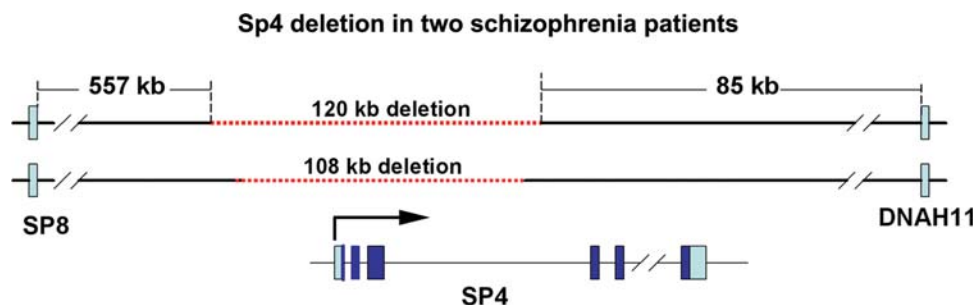 Sp4 deletion in two schizophrenia patients
557 kb
85 kb
120 kb deletion
108 kb deletion
SP8
DNAH11
SP4